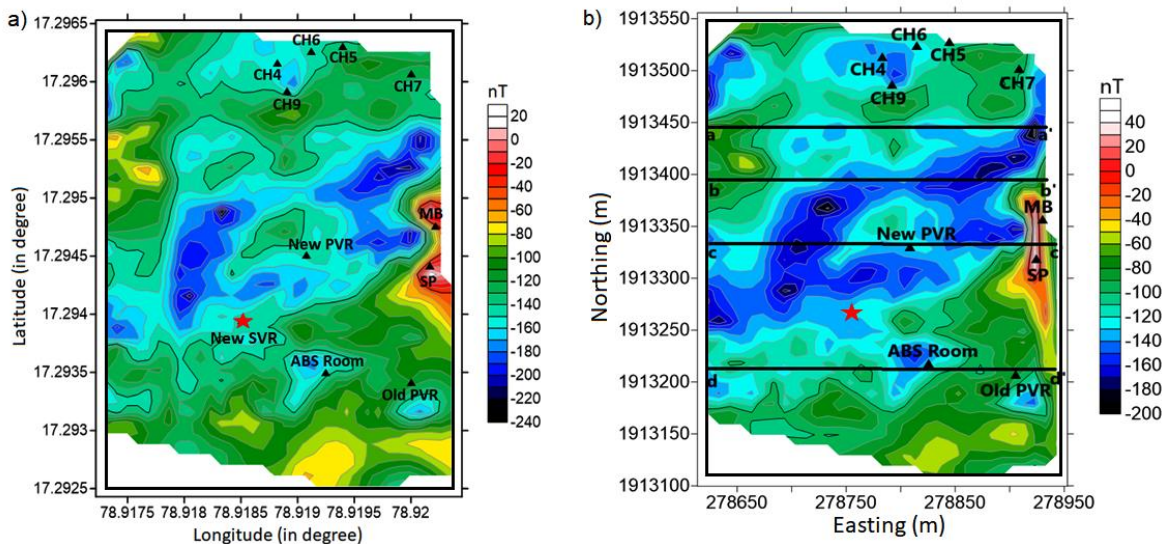 a)
17.2965
17.296
17.2955
17.295
17.2945
17.294
17.2935
17.293
17.2925
Latitude (in degree)
78.9175
78.918
78.9185
78.919
78.9195
78.92
Longitude (in degree)
CH6
CH5
CH4
CH7
CH9
MB
New PVR
SP
New SVR
ABS Room
Old PVR
nT
20
0
-20
-40
-60
-80
-100
-120
-140
-160
-180
-200
-220
-240
b)
1913550
1913500
1913450
1913400
1913350
1913300
1913250
1913200
1913150
1913100
Northing (m)
278650
278750
278850
278950
Easting (m)
CH6
CH5
CH4
CH7
CH9
a a'
b b'
MB
New PVR
c c'
SP
ABS Room
Old PVR
d d'
nT
40
20
0
-20
-40
-60
-80
-100
-120
-140
-160
-180
-200